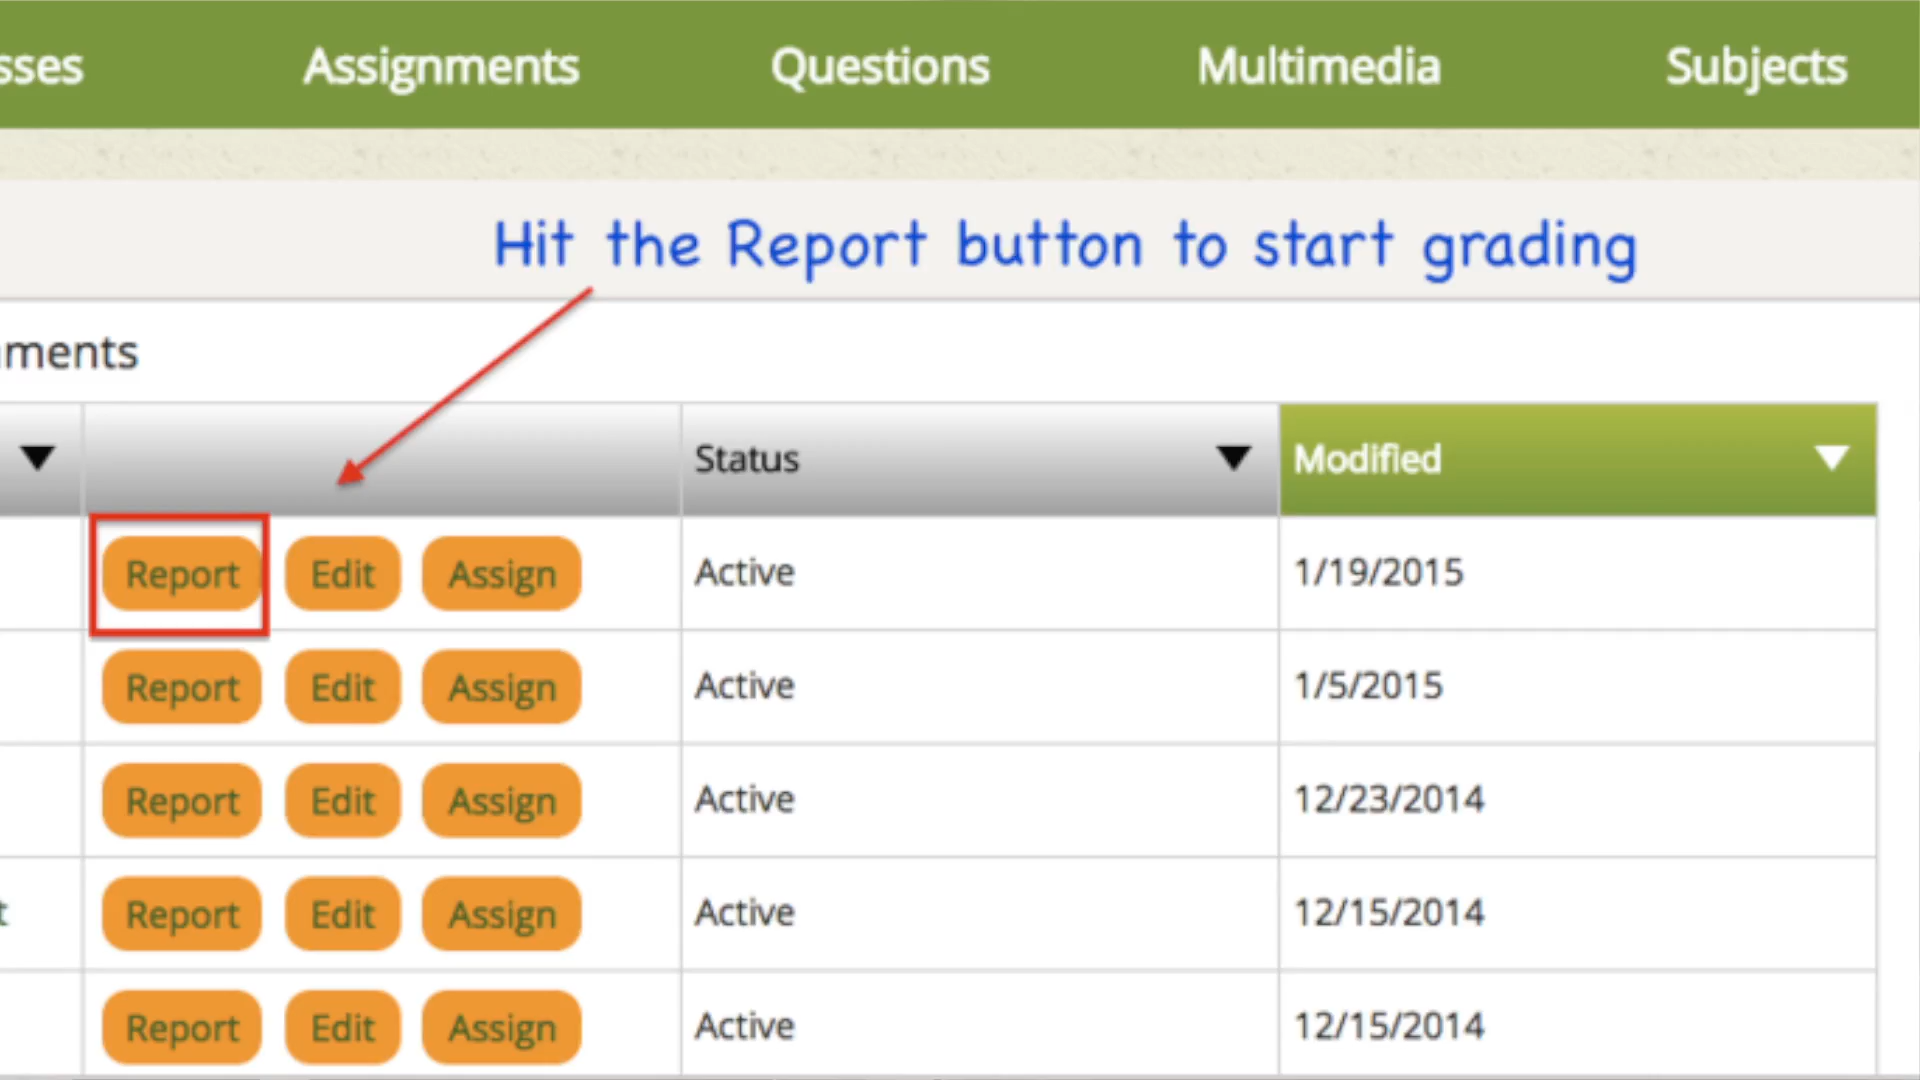 sses Assignments Questions Multimedia Subjects
Hit the Report button to start grading
ments
Status Modified
Report Edit Assign Active 1/19/2015
Report Edit Assign Active 1/5/2015
Report Edit Assign Active 12/23/2014
t Report Edit Assign Active 12/15/2014
Report Edit Assign Active 12/15/2014